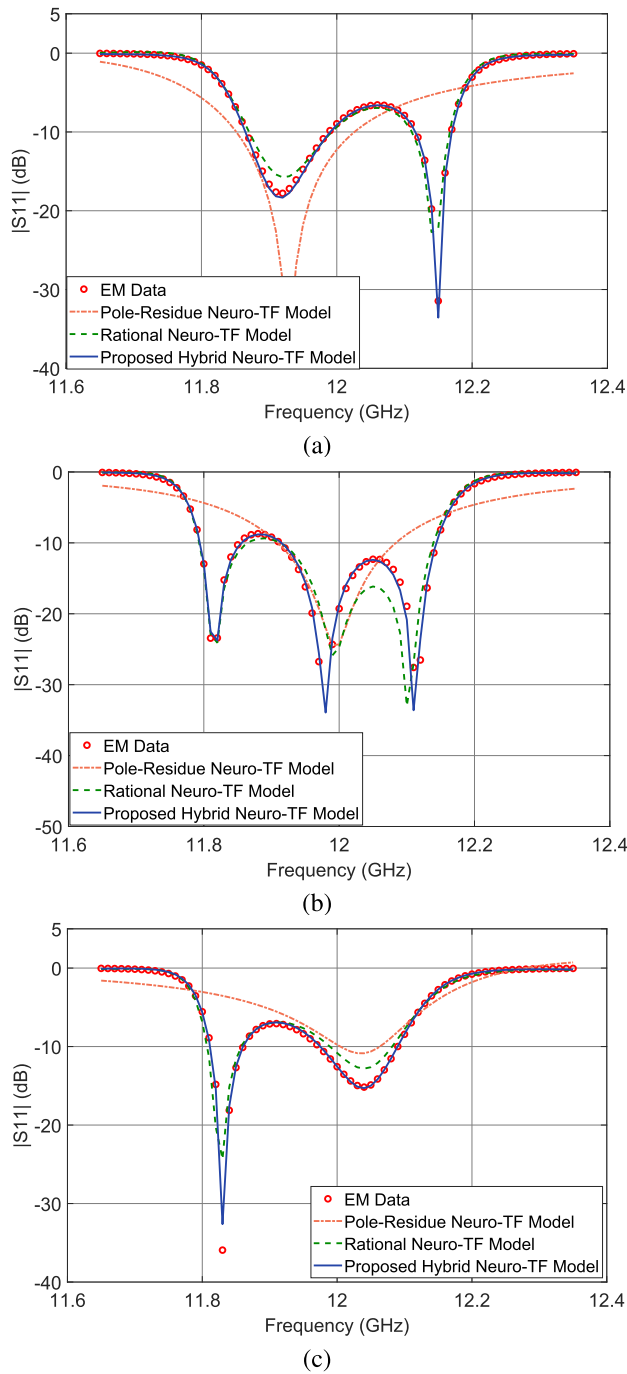 5
0
-10
-20
-30
-40
|S11| (dB)
EM Data
Pole-Residue Neuro-TF Model
Rational Neuro-TF Model
Proposed Hybrid Neuro-TF Model
11.6 11.8 12 12.2 12.4
Frequency (GHz)
(a)
0
-10
-20
-30
-40
-50
|S11| (dB)
EM Data
Pole-Residue Neuro-TF Model
Rational Neuro-TF Model
Proposed Hybrid Neuro-TF Model
11.6 11.8 12 12.2 12.4
Frequency (GHz)
(b)
5
0
-10
-20
-30
-40
|S11| (dB)
EM Data
Pole-Residue Neuro-TF Model
Rational Neuro-TF Model
Proposed Hybrid Neuro-TF Model
11.6 11.8 12 12.2 12.4
Frequency (GHz)
(c)